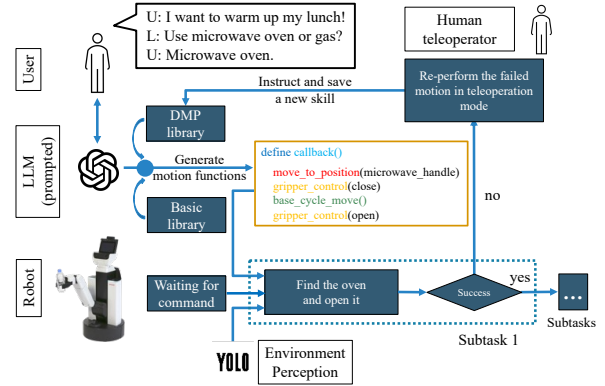 U: I want to warm up my lunch!
L: Use microwave oven or gas?
U: Microwave oven.
Human
teleoperator
User
Instruct and save
a new skill
Re-perform the failed
motion in teleoperation
mode
DMP
library
LLM
(prompted)
Generate
motion functions
define callback()
move_to_position(microwave_handle)
gripper_control(close)
base_cycle_move()
gripper_control(open)
Basic
library
no
Robot
Waiting for
command
Find the oven
and open it
Success
yes
...
Subtasks
Subtask 1
YOLO
Environment
Perception